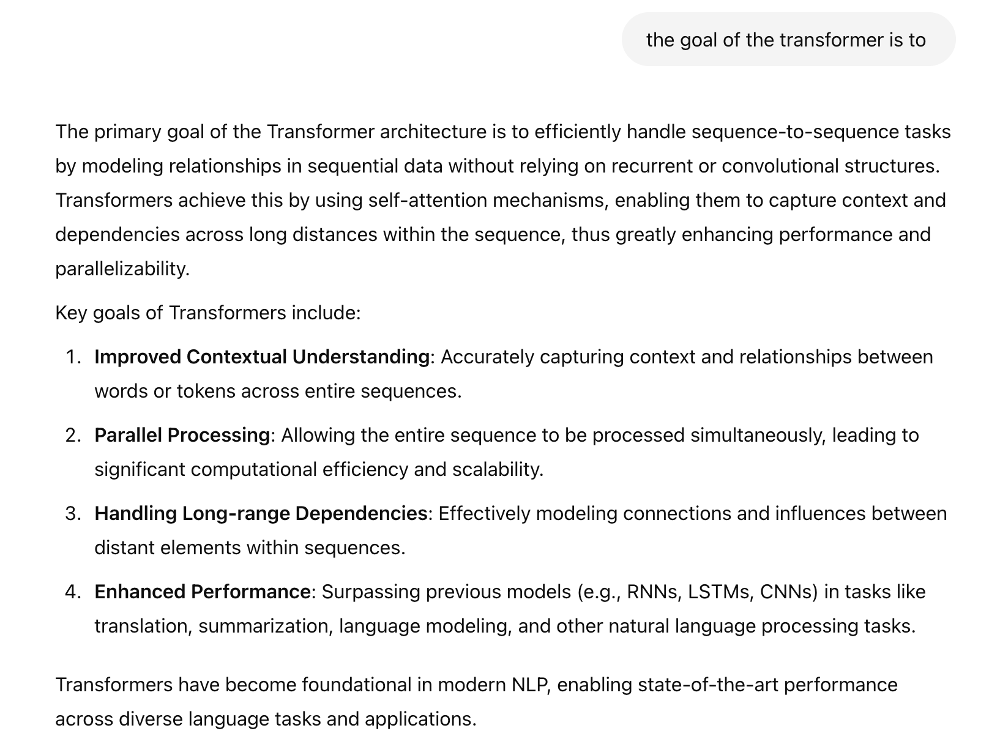 the goal of the transformer is to
The primary goal of the Transformer architecture is to efficiently handle sequence-to-sequence tasks
by modeling relationships in sequential data without relying on recurrent or convolutional structures.
Transformers achieve this by using self-attention mechanisms, enabling them to capture context and
dependencies across long distances within the sequence, thus greatly enhancing performance and
parallelizability.
Key goals of Transformers include:
1. Improved Contextual Understanding: Accurately capturing context and relationships between
words or tokens across entire sequences.
2. Parallel Processing: Allowing the entire sequence to be processed simultaneously, leading to
significant computational efficiency and scalability.
3. Handling Long-range Dependencies: Effectively modeling connections and influences between
distant elements within sequences.
4. Enhanced Performance: Surpassing previous models (e.g., RNNs, LSTMs, CNNs) in tasks like
translation, summarization, language modeling, and other natural language processing tasks.
Transformers have become foundational in modern NLP, enabling state-of-the-art performance
across diverse language tasks and applications.